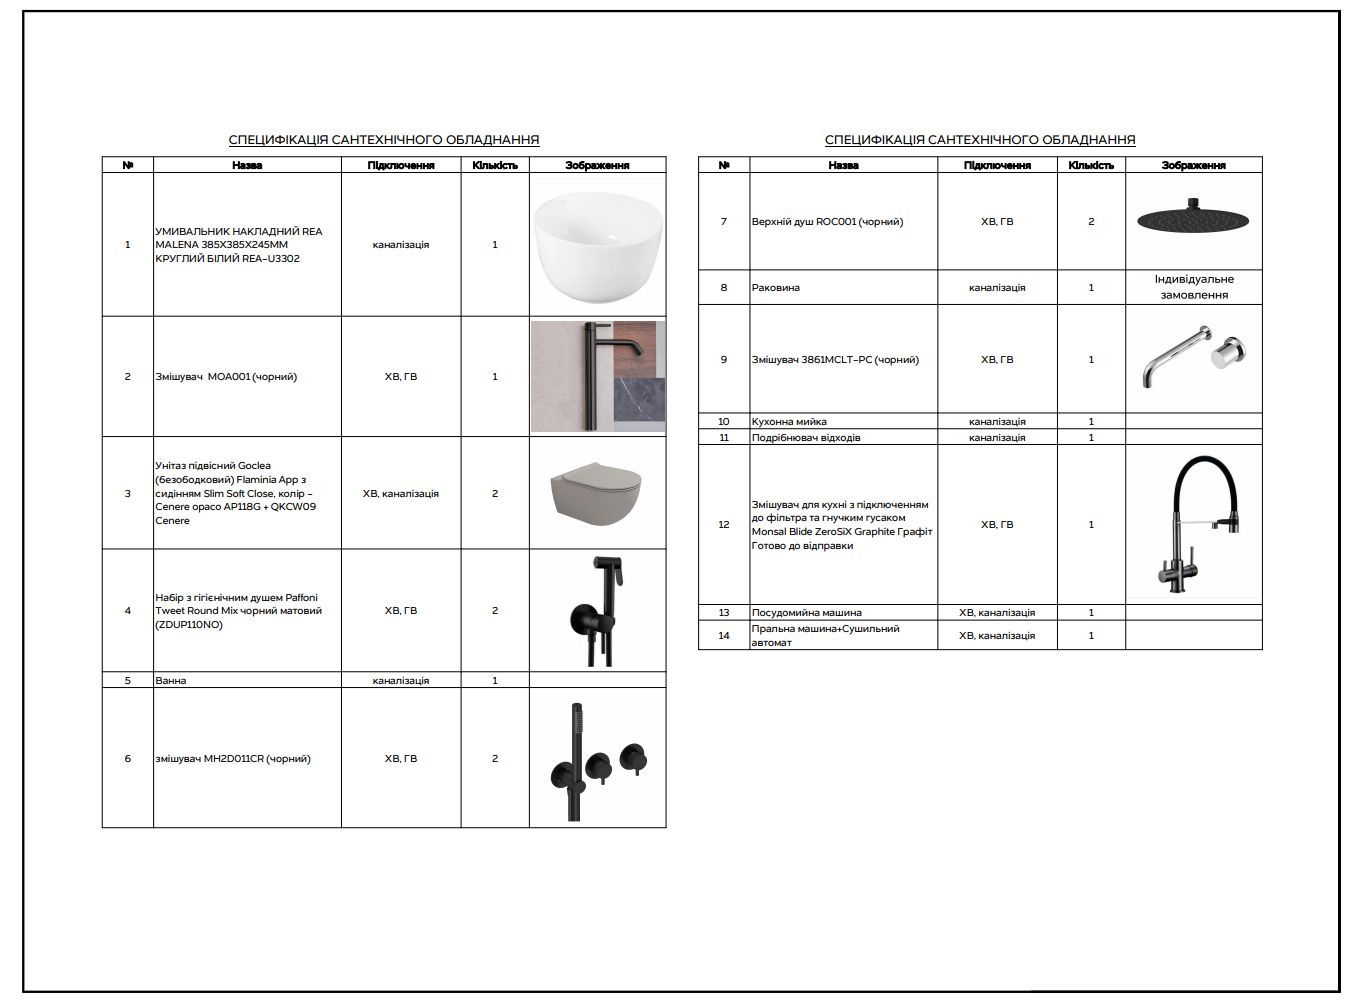 СПЕЦИФІКАЦІЯ САНТЕХНІЧНОГО ОБЛАДНАННЯ
№ Назва Підключення Кількість Зображення
1 УМИВАЛЬНИК НАКЛАДНИЙ REA
MALENA 385X385X245MM
КРУГЛИЙ БІЛИЙ REA-U3302 каналізація 1
2 Змішувач MOA001 (чорний) ХВ, ГВ 1
3 Унітаз підвісний Goclea
(безободковий) Flaminia App з
сидінням Slim Soft Close, колір -
Cenere opaco AP118G + QKCW09
Cenere ХВ, каналізація 2
4 Набір з гігієнічним душем Paffoni
Tweet Round Mix чорний матовий
(ZDUP110NO) ХВ, ГВ 2
5 Ванна каналізація 1
6 змішувач MH2D011CR (чорний) ХВ, ГВ 2
СПЕЦИФІКАЦІЯ САНТЕХНІЧНОГО ОБЛАДНАННЯ
№ Назва Підключення Кількість Зображення
7 Верхній душ ROC001 (чорний) ХВ, ГВ 2
8 Раковина каналізація 1 Індивідуальне
замовлення
9 Змішувач 3861MCLT-PC (чорний) ХВ, ГВ 1
10 Кухонна мийка каналізація 1
11 Подрібнювач відходів каналізація 1
12 Змішувач для кухні з підключенням
до фільтра та гнучким гусаком
Monsal Blide ZeroSiX Graphite Графіт
Готово до відправки ХВ, ГВ 1
13 Посудомийна машина ХВ, каналізація 1
14 Пральна машина+Сушильний
автомат ХВ, каналізація 1